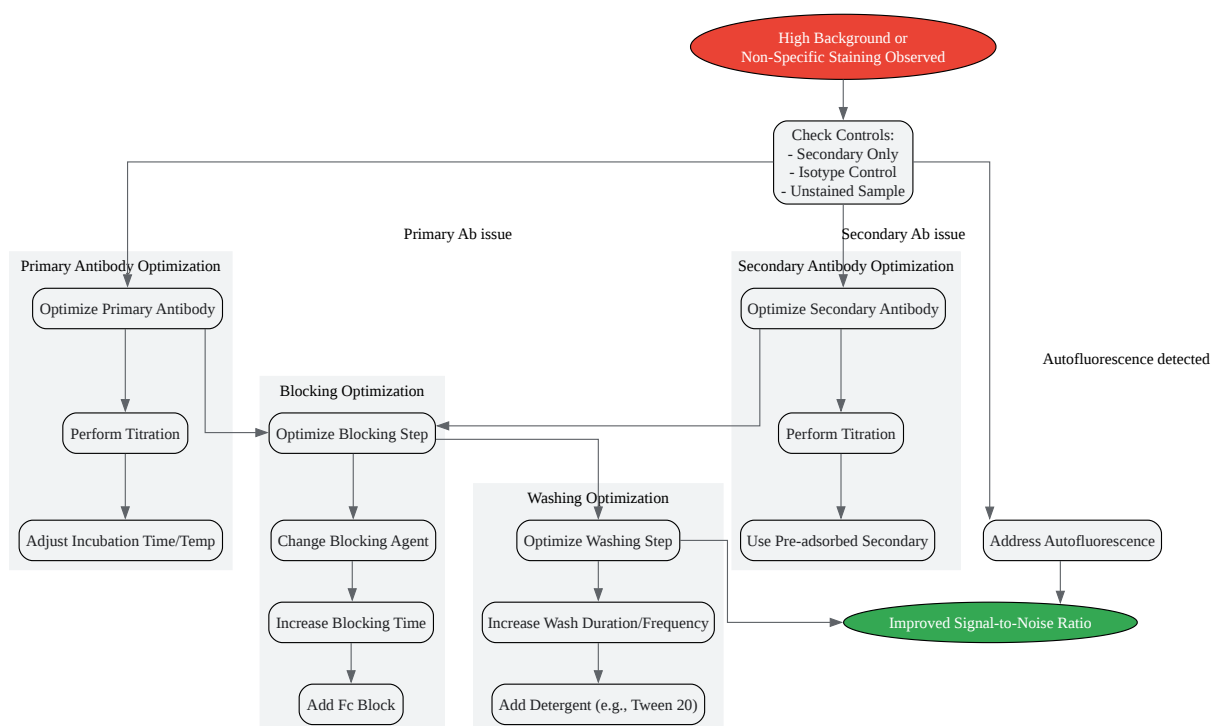 High Background or
Non-Specific Staining Observed
Check Controls:
- Secondary Only
- Isotype Control
- Unstained Sample
Primary Ab issue
Secondary Ab issue
Primary Antibody Optimization
Secondary Antibody Optimization
Optimize Primary Antibody
Optimize Secondary Antibody
Autofluorescence detected
Blocking Optimization
Perform Titration
Optimize Blocking Step
Perform Titration
Washing Optimization
Adjust Incubation Time/Temp
Change Blocking Agent
Optimize Washing Step
Use Pre-adsorbed Secondary
Address Autofluorescence
Increase Blocking Time
Increase Wash Duration/Frequency
Improved Signal-to-Noise Ratio
Add Fc Block
Add Detergent (e.g., Tween 20)